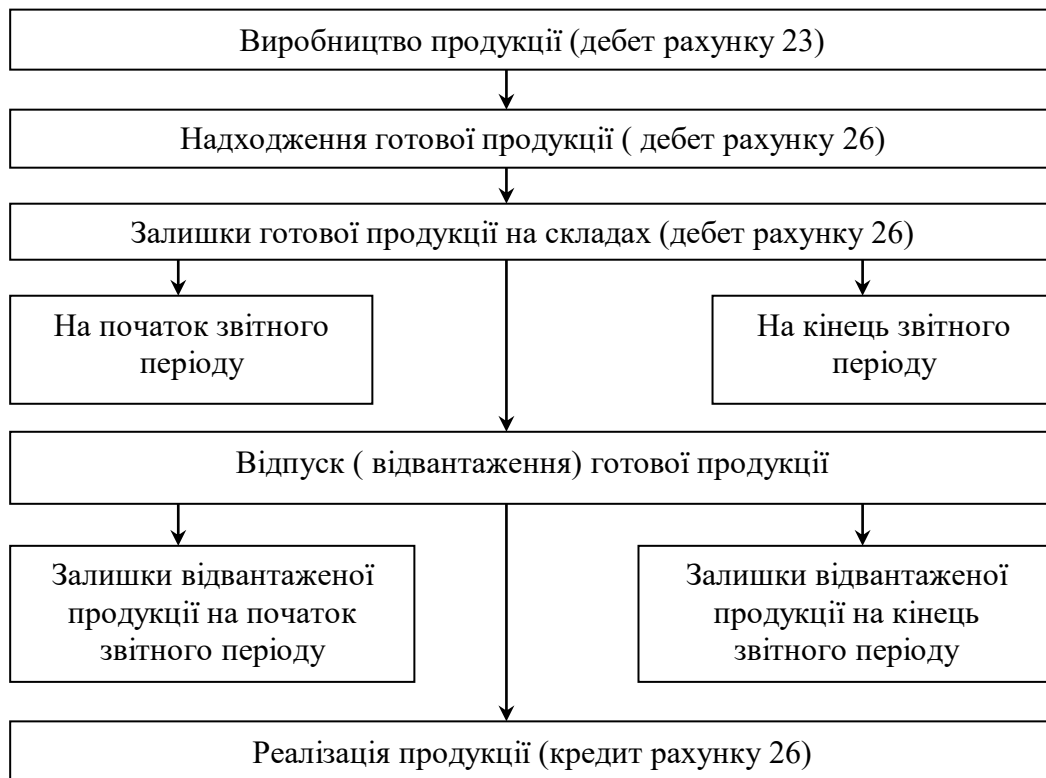 Виробництво продукції (дебет рахунку 23)
Надходження готової продукції ( дебет рахунку 26)
Залишки готової продукції на складах (дебет рахунку 26)
На початок звітного
періоду
На кінець звітного
періоду
Відпуск ( відвантаження) готової продукції
Залишки відвантаженої
продукції на початок
звітного періоду
Залишки відвантаженої
продукції на кінець
звітного періоду
Реалізація продукції (кредит рахунку 26)